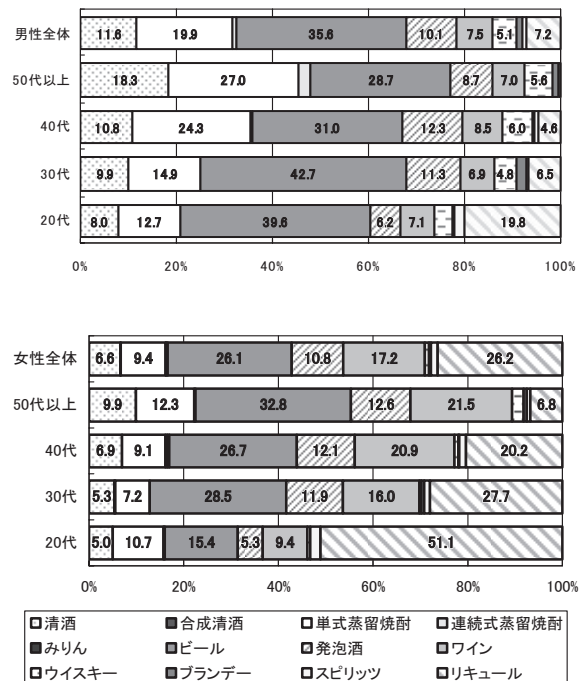 男性全体 11.6 19.9 35.6 10.1 7.5 5.1 7.2
50代以上 18.3 27.0 28.7 8.7 7.0 5.6
40代 10.8 24.3 31.0 12.3 8.5 6.0 4.6
30代 9.9 14.9 42.7 11.3 6.9 4.8 6.5
20代 8.0 12.7 39.6 6.2 7.1 19.8
0% 20% 40% 60% 80% 100%
女性全体 6.6 9.4 26.1 10.8 17.2 26.2
50代以上 9.9 12.3 32.8 12.6 21.5 6.8
40代 6.9 9.1 26.7 12.1 20.9 20.2
30代 5.3 7.2 28.5 11.9 16.0 27.7
20代 5.0 10.7 15.4 5.3 9.4 51.1
0% 20% 40% 60% 80% 100%
清酒 合成清酒 単式蒸留焼酎 連続式蒸留焼酎
みりん ビール 発泡酒 ワイン
ウイスキー ブランデー スピリッツ リキュール